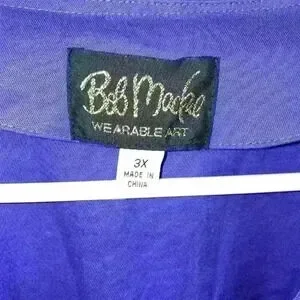 Bob Mackie
WEARABLE ART
3X
MADE IN
CHINA